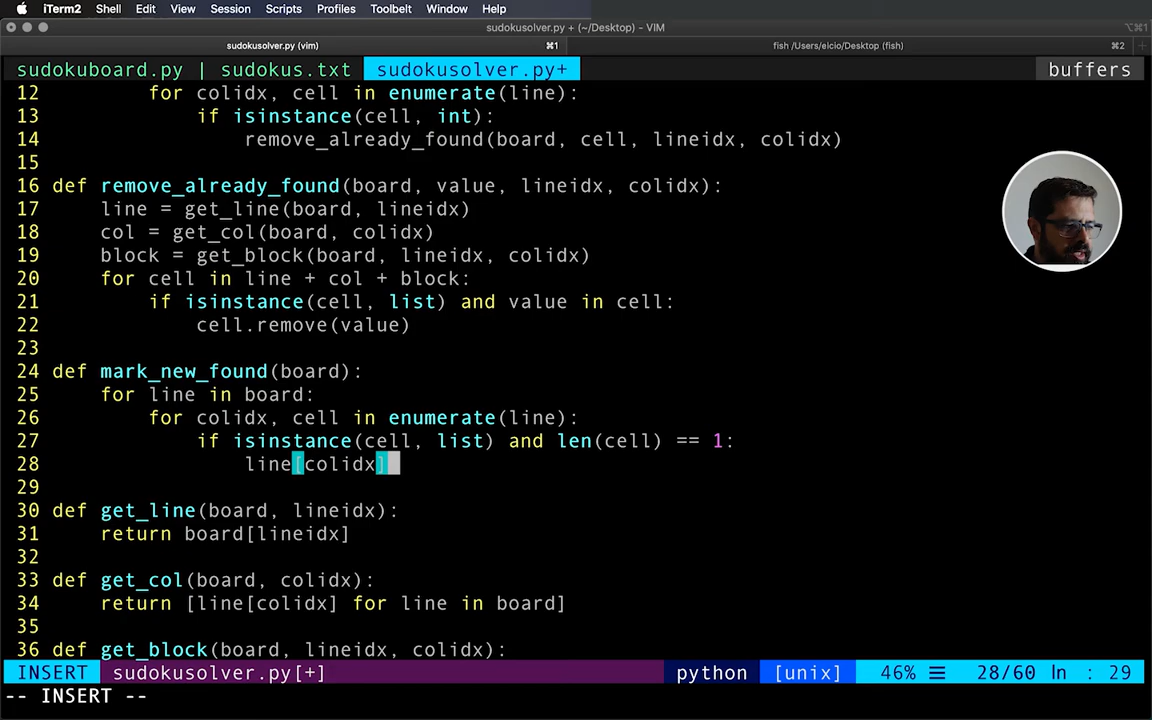 iTerm2 Shell Edit View Session Scripts Profiles Toolbelt Window Help
sudokusolver.py + (~/Desktop) - VIM ⌥⌘1
sudokusolver.py (vim) ⌘1 fish /Users/elcio/Desktop (fish) ⌘2 +
sudokuboard.py | sudokus.txt sudokusolver.py+ buffers
12 for colidx, cell in enumerate(line):
13 if isinstance(cell, int):
14 remove_already_found(board, cell, lineidx, colidx)
15
16 def remove_already_found(board, value, lineidx, colidx):
17 line = get_line(board, lineidx)
18 col = get_col(board, colidx)
19 block = get_block(board, lineidx, colidx)
20 for cell in line + col + block:
21 if isinstance(cell, list) and value in cell:
22 cell.remove(value)
23
24 def mark_new_found(board):
25 for line in board:
26 for colidx, cell in enumerate(line):
27 if isinstance(cell, list) and len(cell) == 1:
28 line[colidx]
29
30 def get_line(board, lineidx):
31 return board[lineidx]
32
33 def get_col(board, colidx):
34 return [line[colidx] for line in board]
35
36 def get_block(board, lineidx, colidx):
INSERT sudokusolver.py[+] python [unix] 46% ☰ 28/60 ln : 29
-- INSERT --